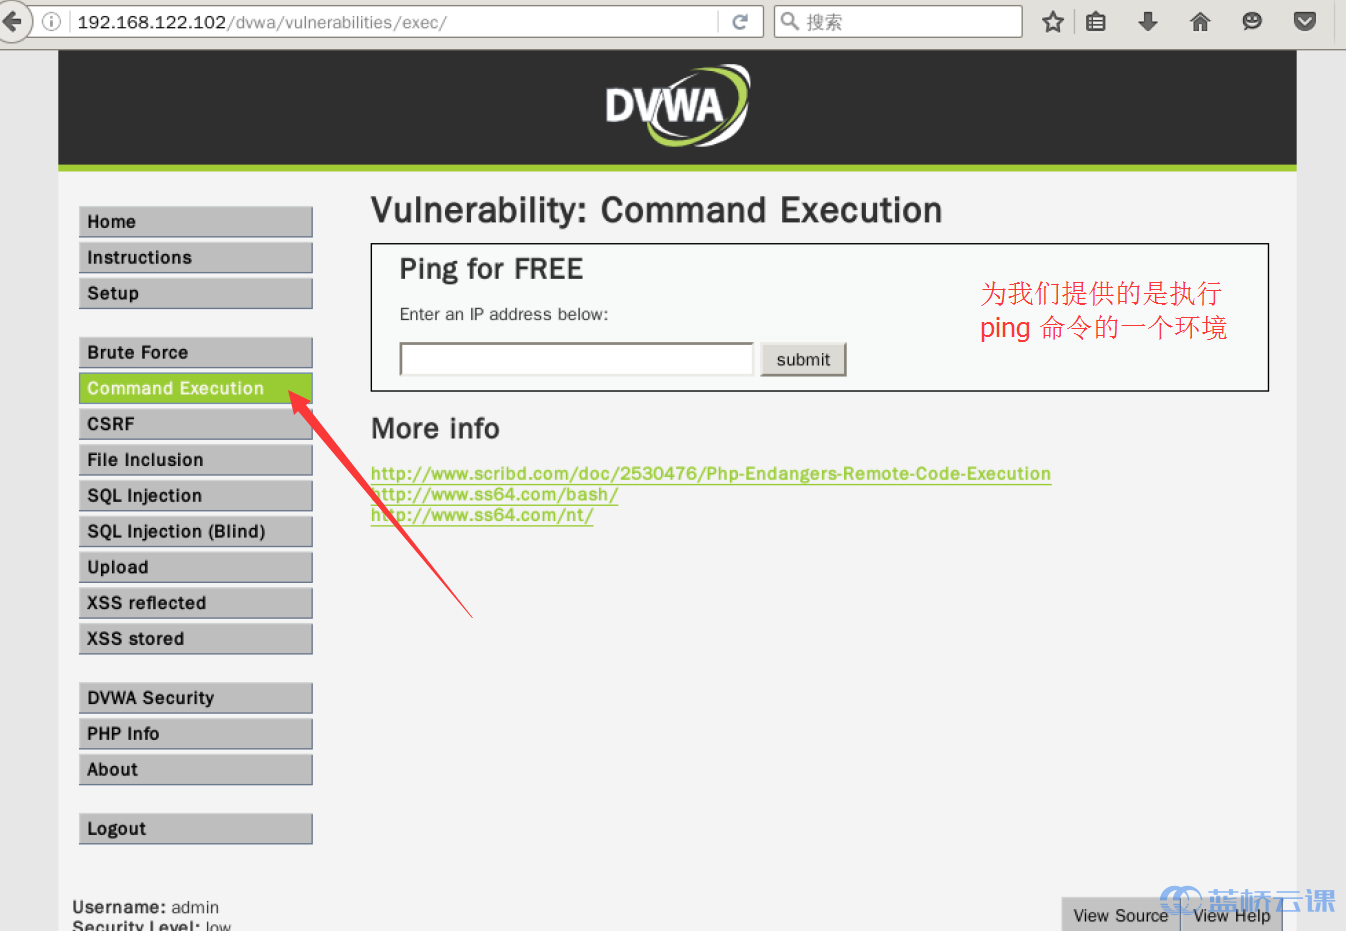 192.168.122.102/dvwa/vulnerabilities/exec/
搜索
DVWA
Home
Instructions
Setup
Brute Force
Command Execution
CSRF
File Inclusion
SQL Injection
SQL Injection (Blind)
Upload
XSS reflected
XSS stored
DVWA Security
PHP Info
About
Logout
Vulnerability: Command Execution
Ping for FREE
Enter an IP address below:
submit
为我们提供的是执行
ping 命令的一个环境
More info
http://www.scribd.com/doc/2530476/Php-Endangers-Remote-Code-Execution
http://www.ss64.com/bash/
http://www.ss64.com/nt/
Username: admin
Security Level: low
View Source
View Help
蓝桥云课